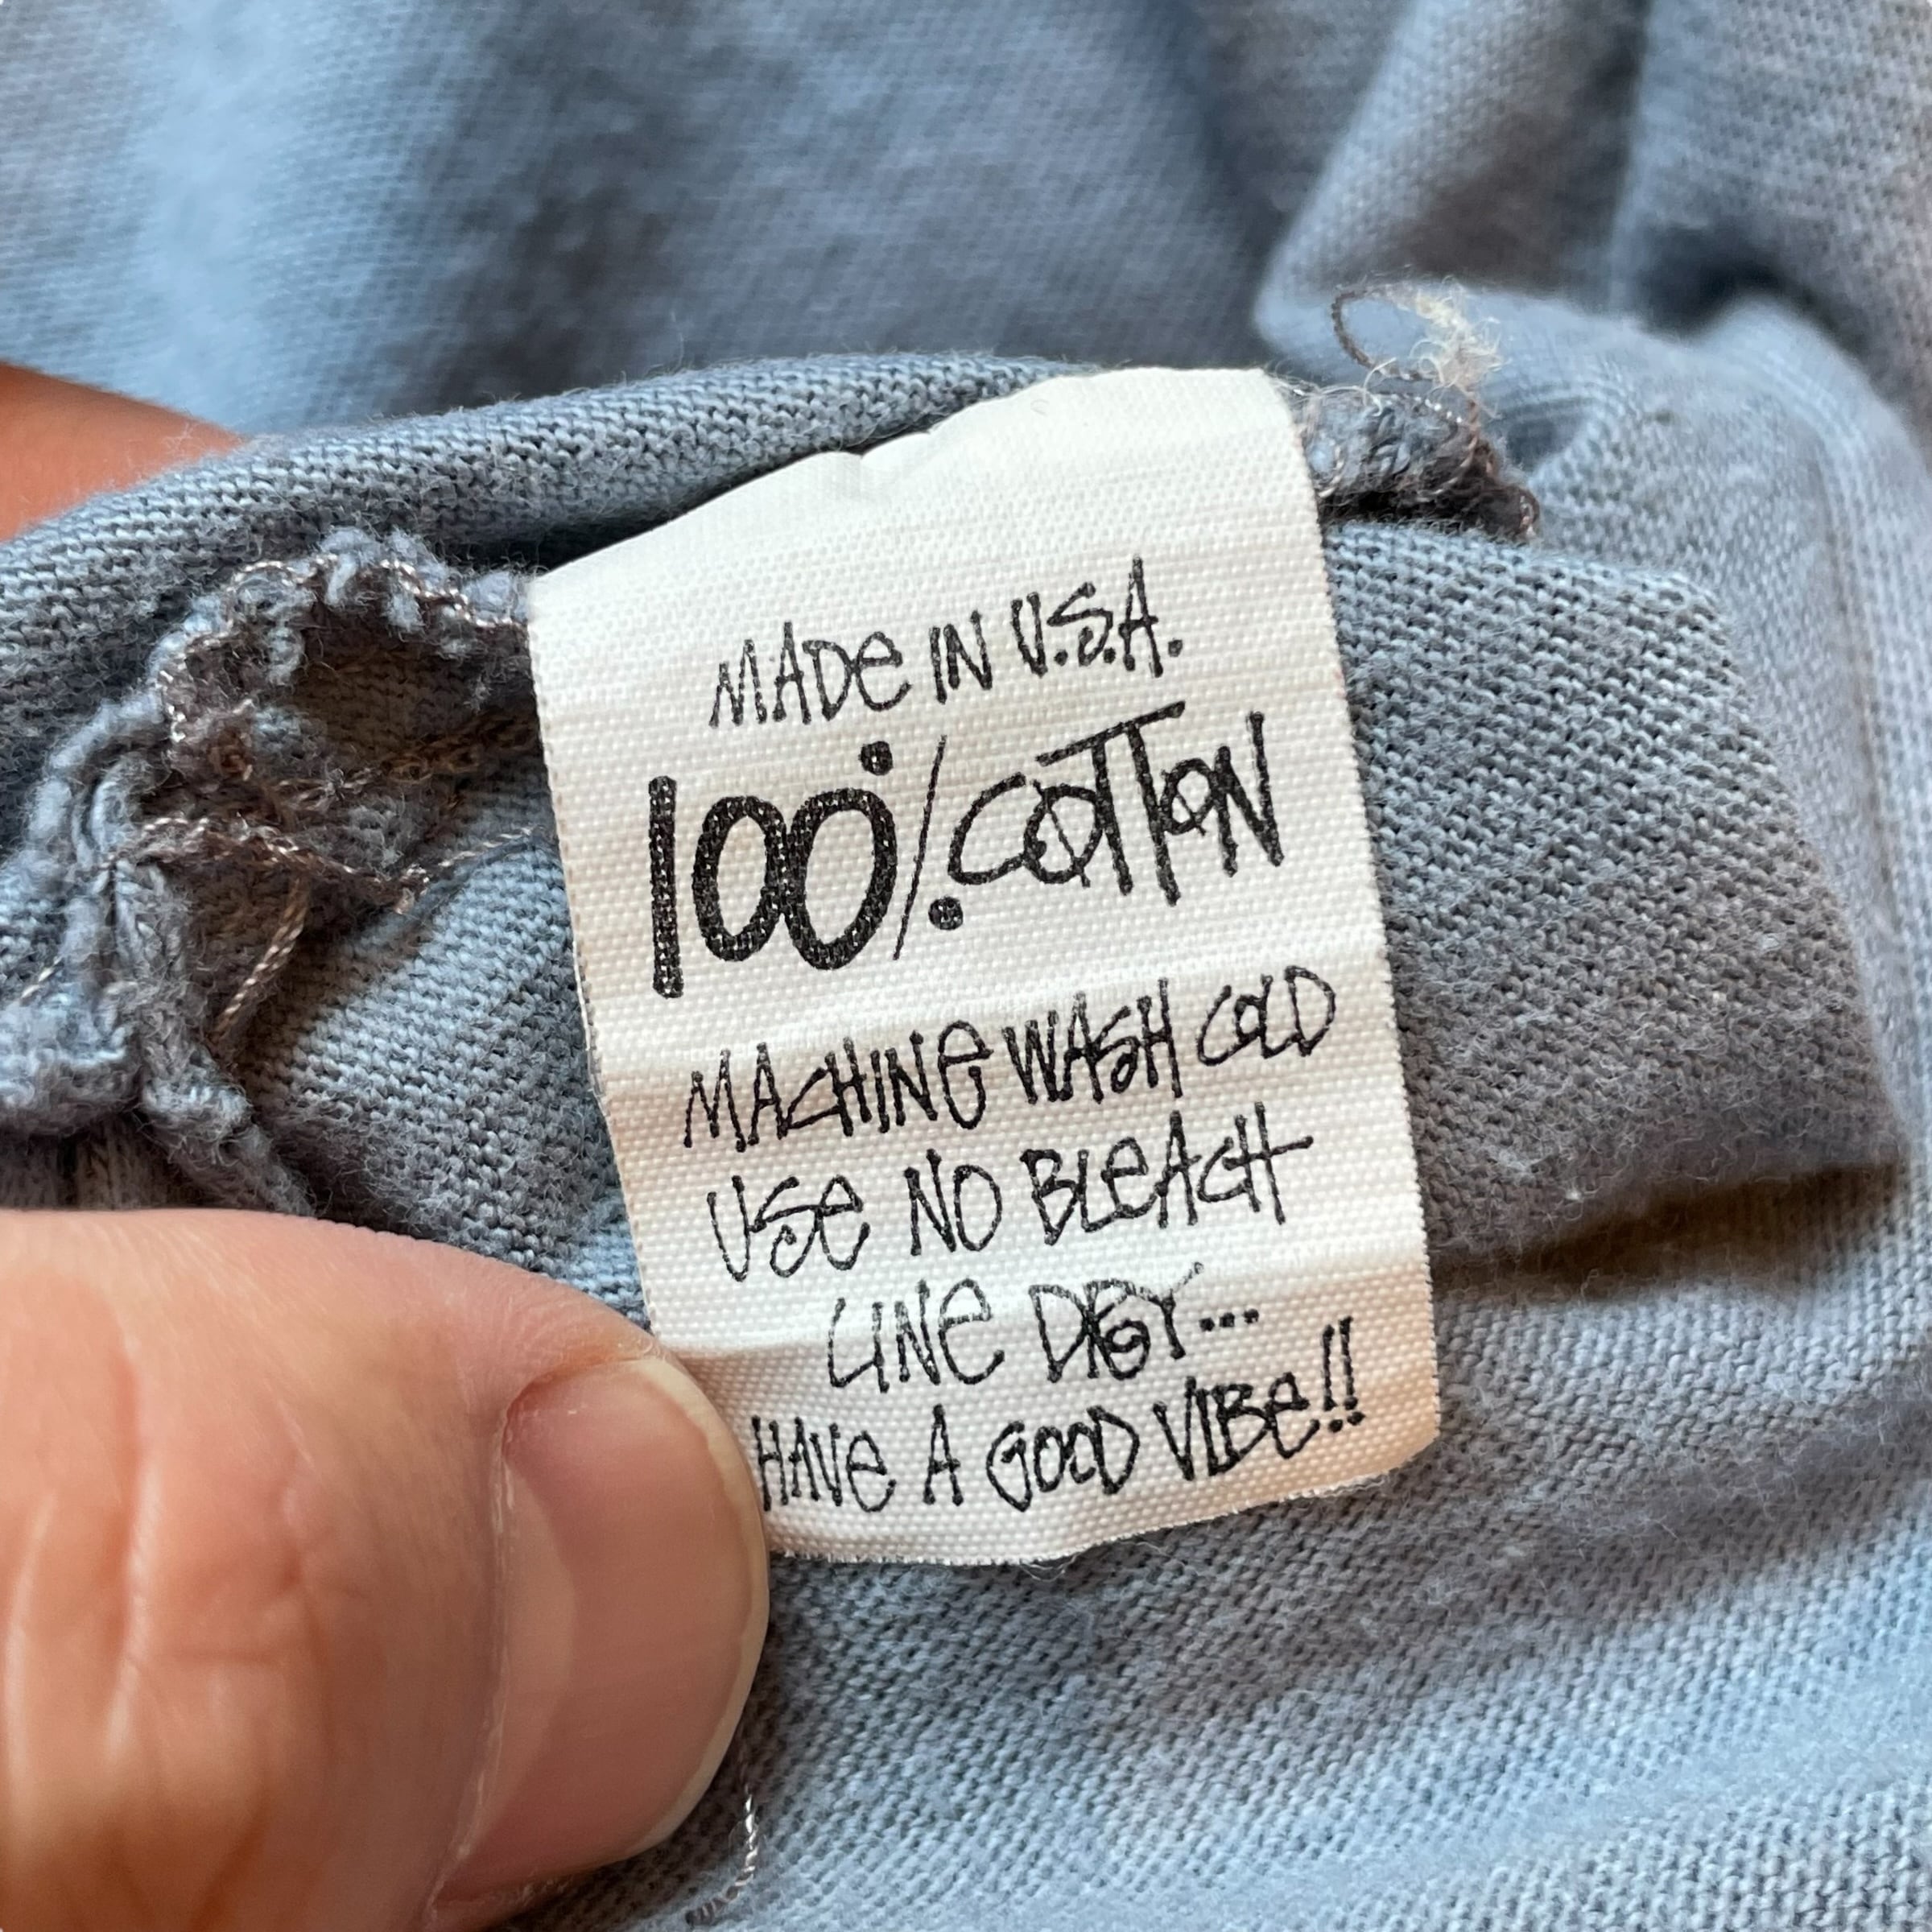 MADE IN U.S.A.
100% COTTON
MACHINE WASH COLD
USE NO BLEACH
LINE DRY...
HAVE A GOOD VIBE!!